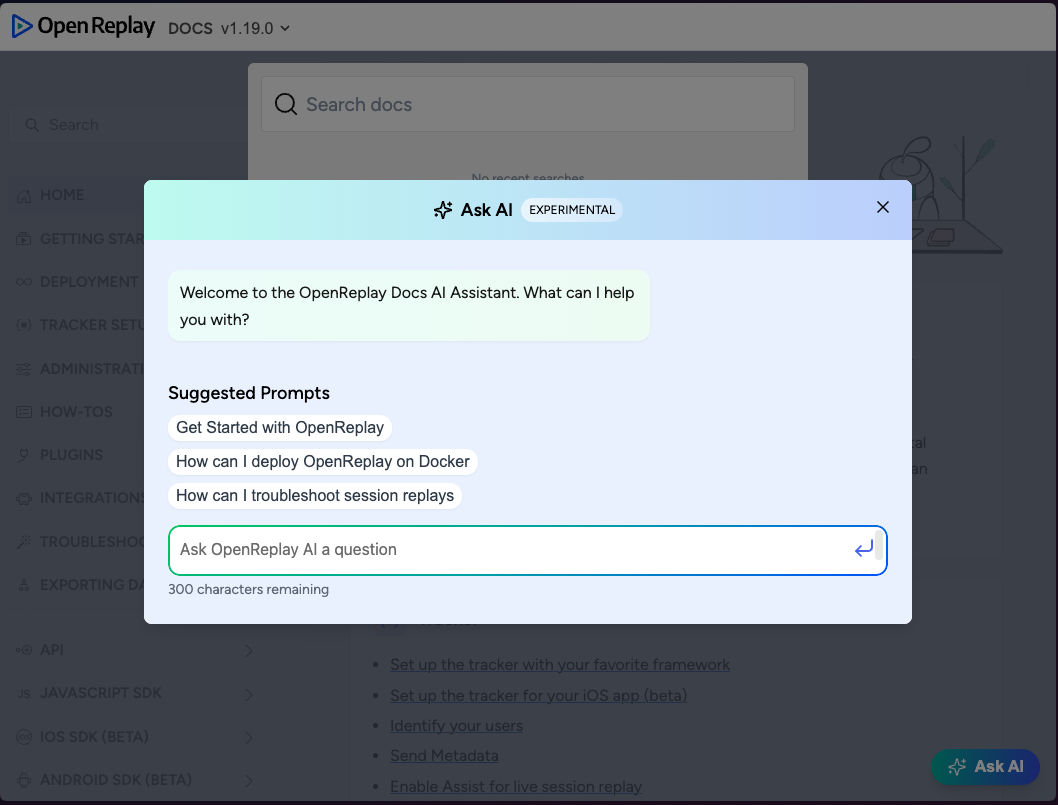 OpenReplay DOCS v1.19.0
Search docs
Search
No recent searches
HOME
GETTING STAR
DEPLOYMENT
TRACKER SETU
ADMINISTRATI
HOW-TOS
PLUGINS
INTEGRATIONS
TROUBLESHOO
EXPORTING DA
API
JS JAVASCRIPT SDK
IOS SDK (BETA)
ANDROID SDK (BETA)
Ask AI EXPERIMENTAL
Welcome to the OpenReplay Docs AI Assistant. What can I help
you with?
Suggested Prompts
Get Started with OpenReplay
How can I deploy OpenReplay on Docker
How can I troubleshoot session replays
Ask OpenReplay AI a question
300 characters remaining
Set up the tracker with your favorite framework
Set up the tracker for your iOS app (beta)
Identify your users
Send Metadata
Enable Assist for live session replay
Ask AI